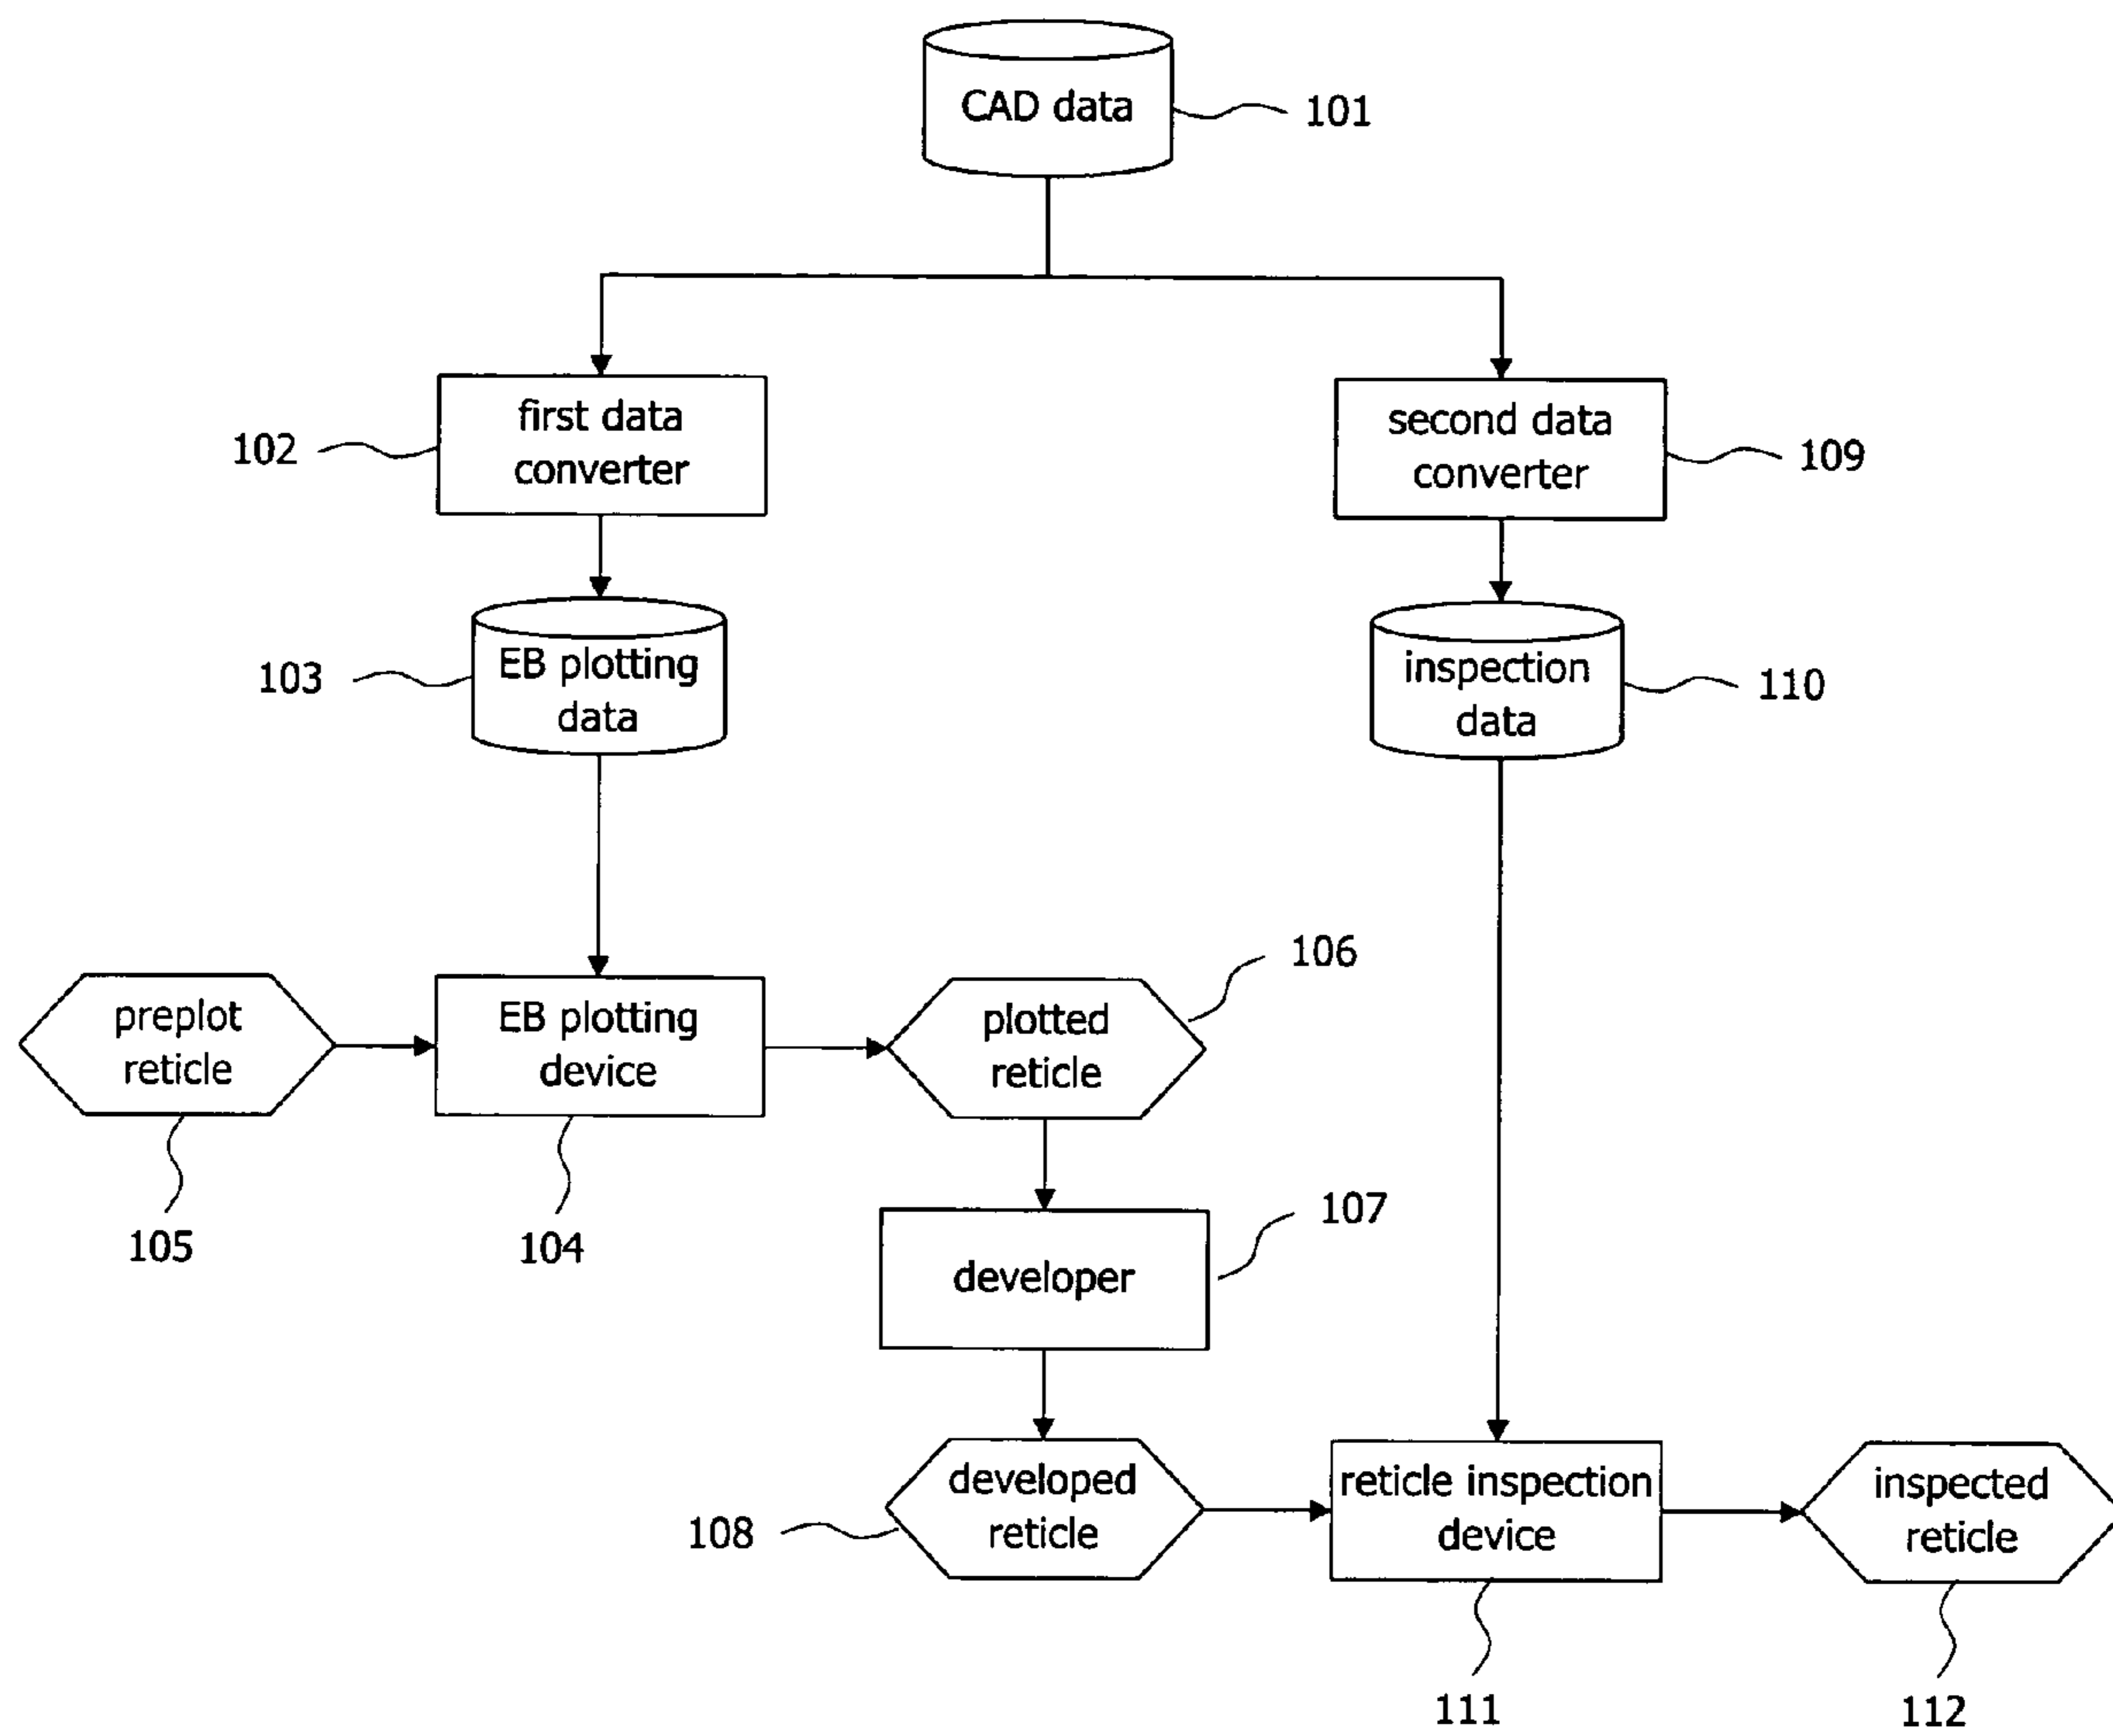 CAD data
101
first data
converter
102
second data
converter
109
EB plotting
data
103
inspection
data
110
preplot
reticle
105
EB plotting
device
104
plotted
reticle
106
developer
107
developed
reticle
108
reticle inspection
device
111
inspected
reticle
112